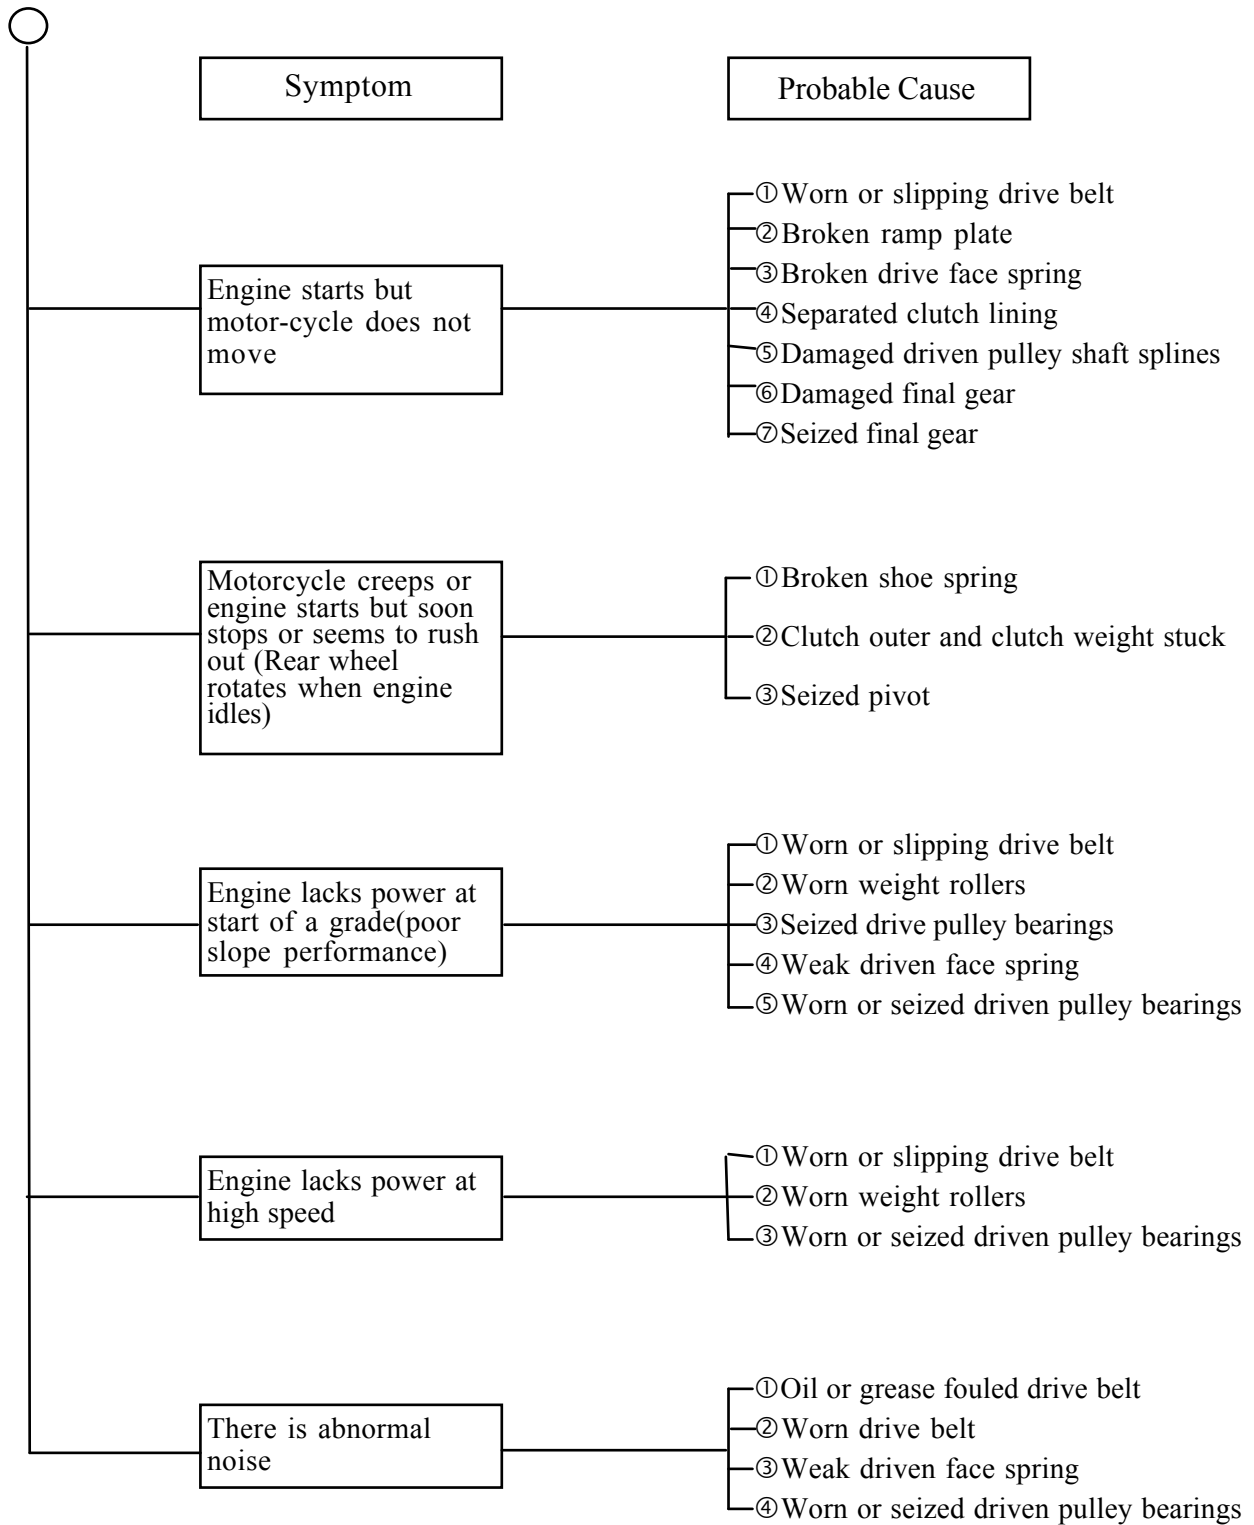 Symptom
Probable Cause
Engine starts but
motor-cycle does not
move
①Worn or slipping drive belt
②Broken ramp plate
③Broken drive face spring
④Separated clutch lining
⑤Damaged driven pulley shaft splines
⑥Damaged final gear
⑦Seized final gear
Motorcycle creeps or
engine starts but soon
stops or seems to rush
out (Rear wheel
rotates when engine
idles)
①Broken shoe spring
②Clutch outer and clutch weight stuck
③Seized pivot
Engine lacks power at
start of a grade(poor
slope performance)
①Worn or slipping drive belt
②Worn weight rollers
③Seized drive pulley bearings
④Weak driven face spring
⑤Worn or seized driven pulley bearings
Engine lacks power at
high speed
①Worn or slipping drive belt
②Worn weight rollers
③Worn or seized driven pulley bearings
There is abnormal
noise
①Oil or grease fouled drive belt
②Worn drive belt
③Weak driven face spring
④Worn or seized driven pulley bearings